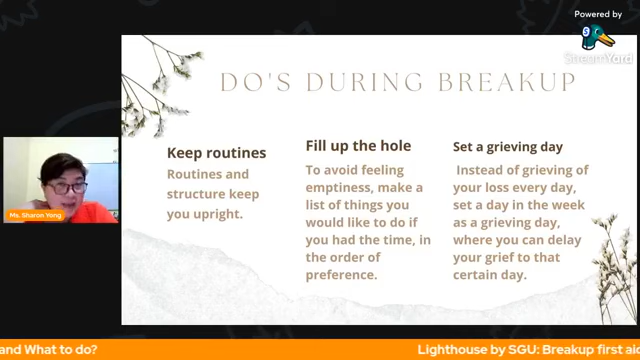 Powered by
StreamYard
DO'S DURING BREAKUP
Keep routines
Routines and
structure keep
you upright.
Fill up the hole
To avoid feeling
emptiness, make a
list of things you
would like to do if
you had the time, in
the order of
preference.
Set a grieving day
Instead of grieving of
your loss every day,
set a day in the week
as a grieving day,
where you can delay
your grief to that
certain day.
Ms. Sharon Yong
and What to do?
Lighthouse by SGU: Breakup first aid